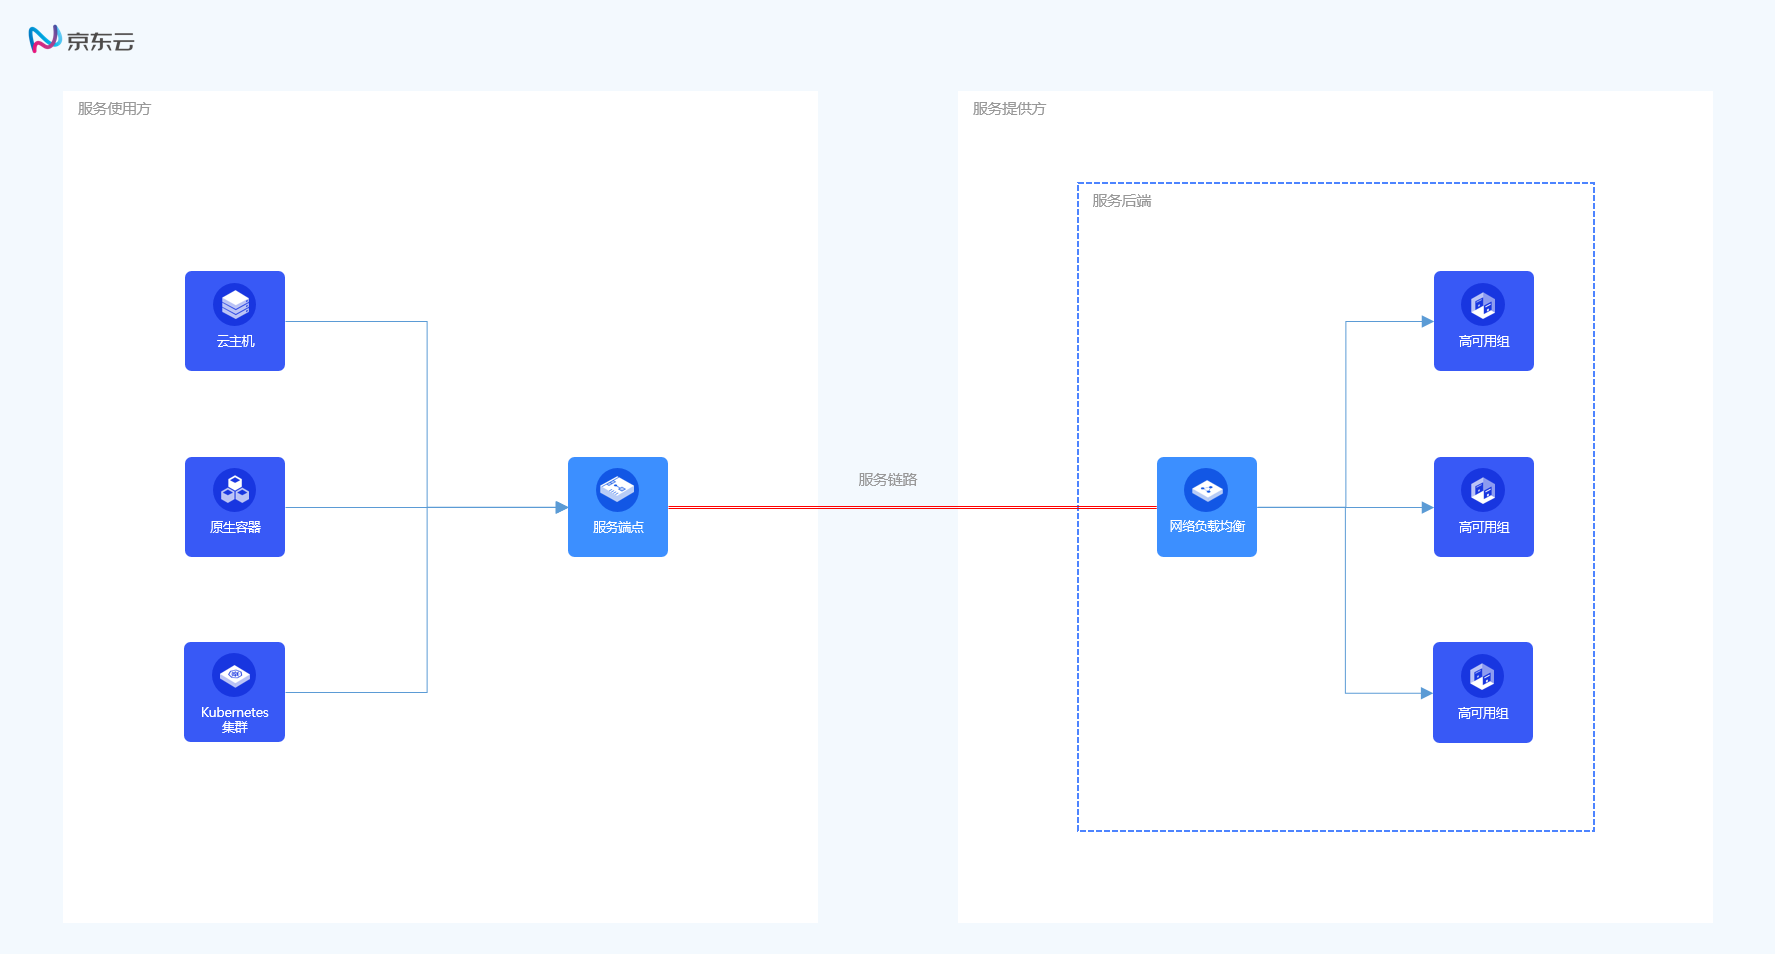 京东云
服务使用方
云主机
原生容器
Kubernetes
集群
服务端点
服务链路
服务提供方
服务后端
网络负载均衡
高可用组
高可用组
高可用组